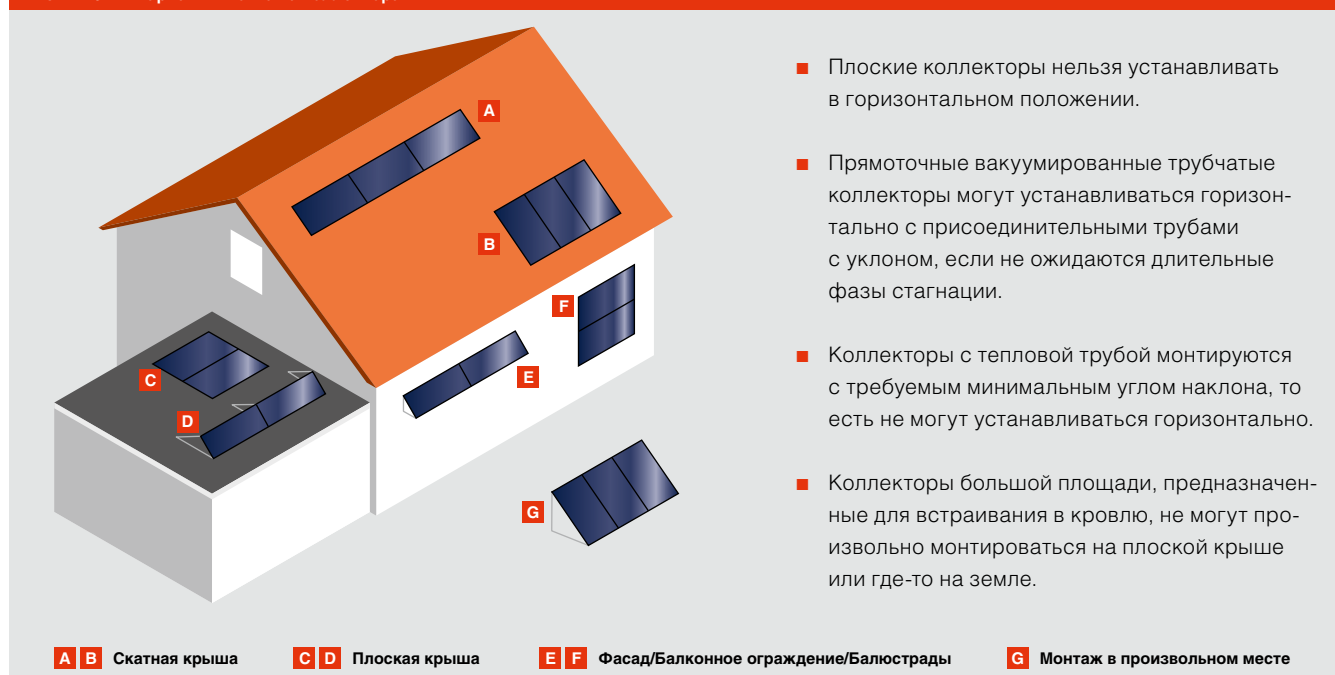 A
B
C
D
E
F
G
■ Плоские коллекторы нельзя устанавливать
в горизонтальном положении.
■ Прямоточные вакуумированные трубчатые
коллекторы могут устанавливаться горизон-
тально с присоединительными трубами
с уклоном, если не ожидаются длительные
фазы стагнации.
■ Коллекторы с тепловой трубой монтируются
с требуемым минимальным углом наклона, то
есть не могут устанавливаться горизонтально.
■ Коллекторы большой площади, предназначен-
ные для встраивания в кровлю, не могут про-
извольно монтироваться на плоской крыше
или где-то на земле.
A B Скатная крыша C D Плоская крыша E F Фасад/Балконное ограждение/Балюстрады G Монтаж в произвольном месте